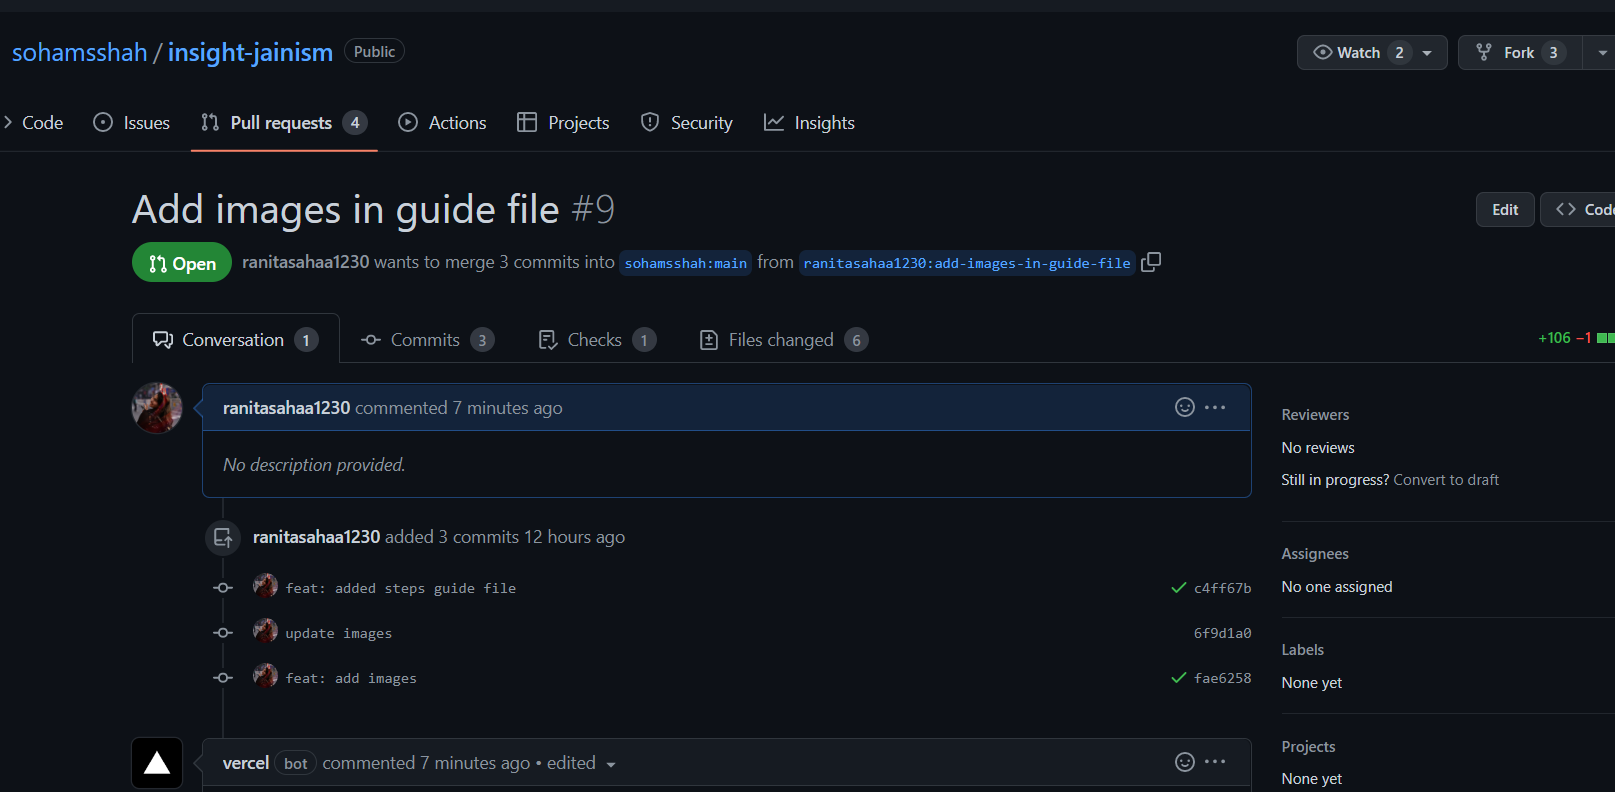 sohamsshah / insight-jainism Public
Watch 2
Fork 3
Code
Issues
Pull requests 4
Actions
Projects
Security
Insights
Add images in guide file #9
Edit
Open
ranitasahaa1230 wants to merge 3 commits into sohamsshah:main from ranitasahaa1230:add-images-in-guide-file
Conversation 1
Commits 3
Checks 1
Files changed 6
+106 −1
ranitasahaa1230 commented 7 minutes ago
No description provided.
ranitasahaa1230 added 3 commits 12 hours ago
feat: added steps guide file c4ff67b
update images 6f9d1a0
feat: add images fae6258
vercel bot commented 7 minutes ago • edited
Reviewers
No reviews
Still in progress? Convert to draft
Assignees
No one assigned
Labels
None yet
Projects
None yet